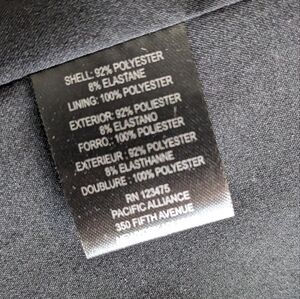 SHELL: 92% POLYESTER
8% ELASTANE
LINING: 100% POLYESTER
EXTERIOR: 92% POLIESTER
8% ELASTANO
FORRO.: 100% POLIESTER
EXTERIEUR : 92% POLYESTER
8% ELASTHANNE
DOUBLURE : 100% POLYESTER
RN 123475
PACIFIC ALLIANCE
350 FIFTH AVENUE